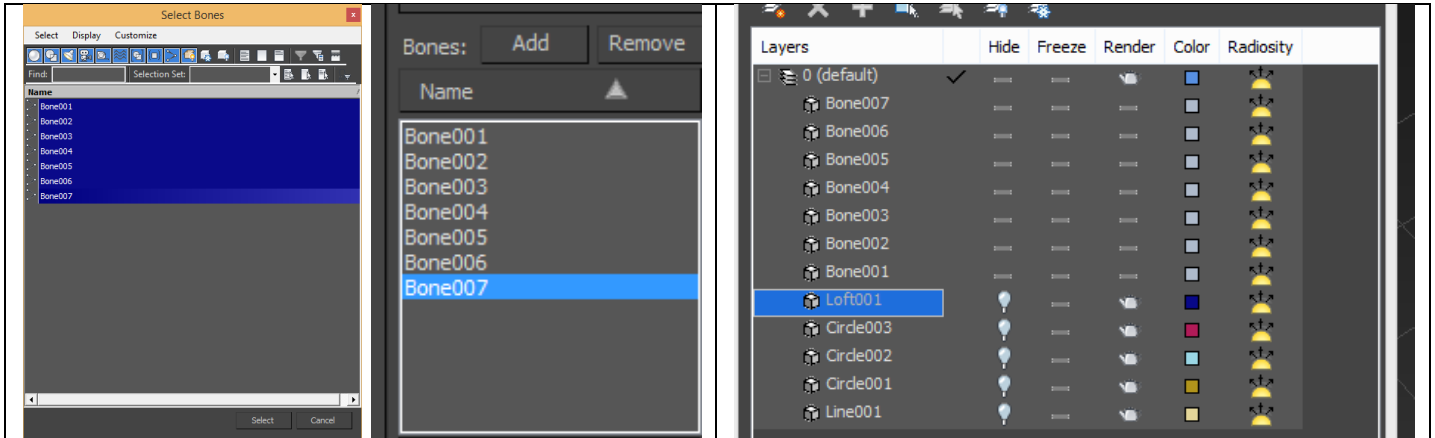 Select Bones
x
Select Display Customize
Find: Selection Set:
Name
Bone001
Bone002
Bone003
Bone004
Bone005
Bone006
Bone007
Select Cancel
Bones: Add Remove
Name
Bone001
Bone002
Bone003
Bone004
Bone005
Bone006
Bone007
Layers Hide Freeze Render Color Radiosity
0 (default)
Bone007
Bone006
Bone005
Bone004
Bone003
Bone002
Bone001
Loft001
Circle003
Circle002
Circle001
Line001